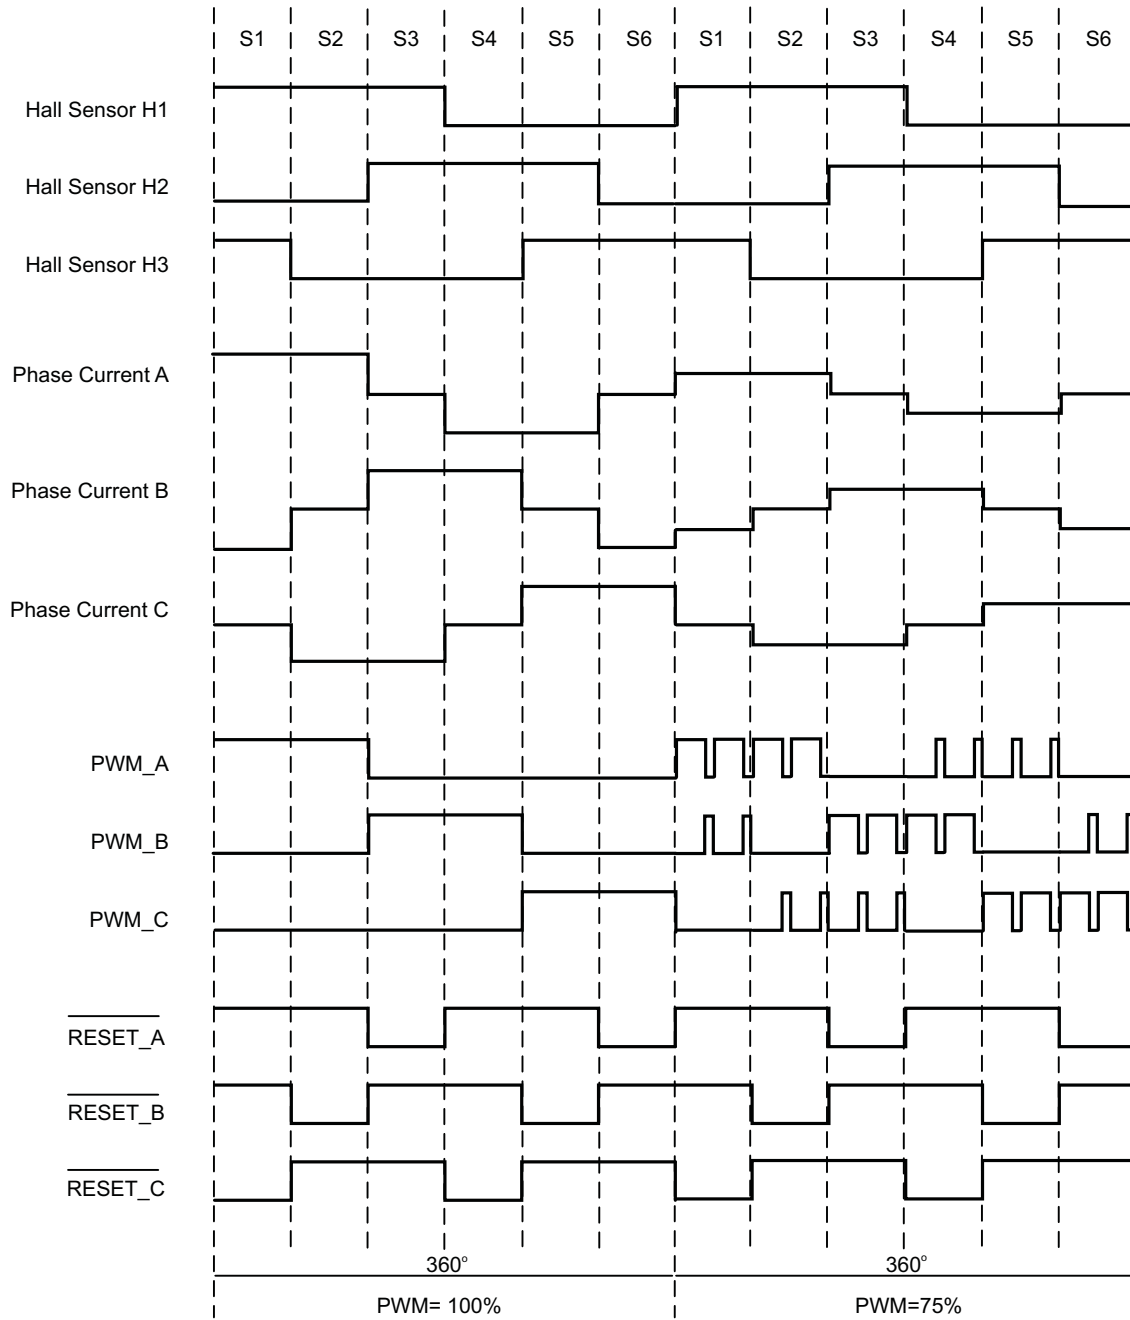 S1 S2 S3 S4 S5 S6 S1 S2 S3 S4 S5 S6
Hall Sensor H1
Hall Sensor H2
Hall Sensor H3
Phase Current A
Phase Current B
Phase Current C
PWM_A
PWM_B
PWM_C
RESET_A
RESET_B
RESET_C
360° 360°
PWM= 100% PWM=75%